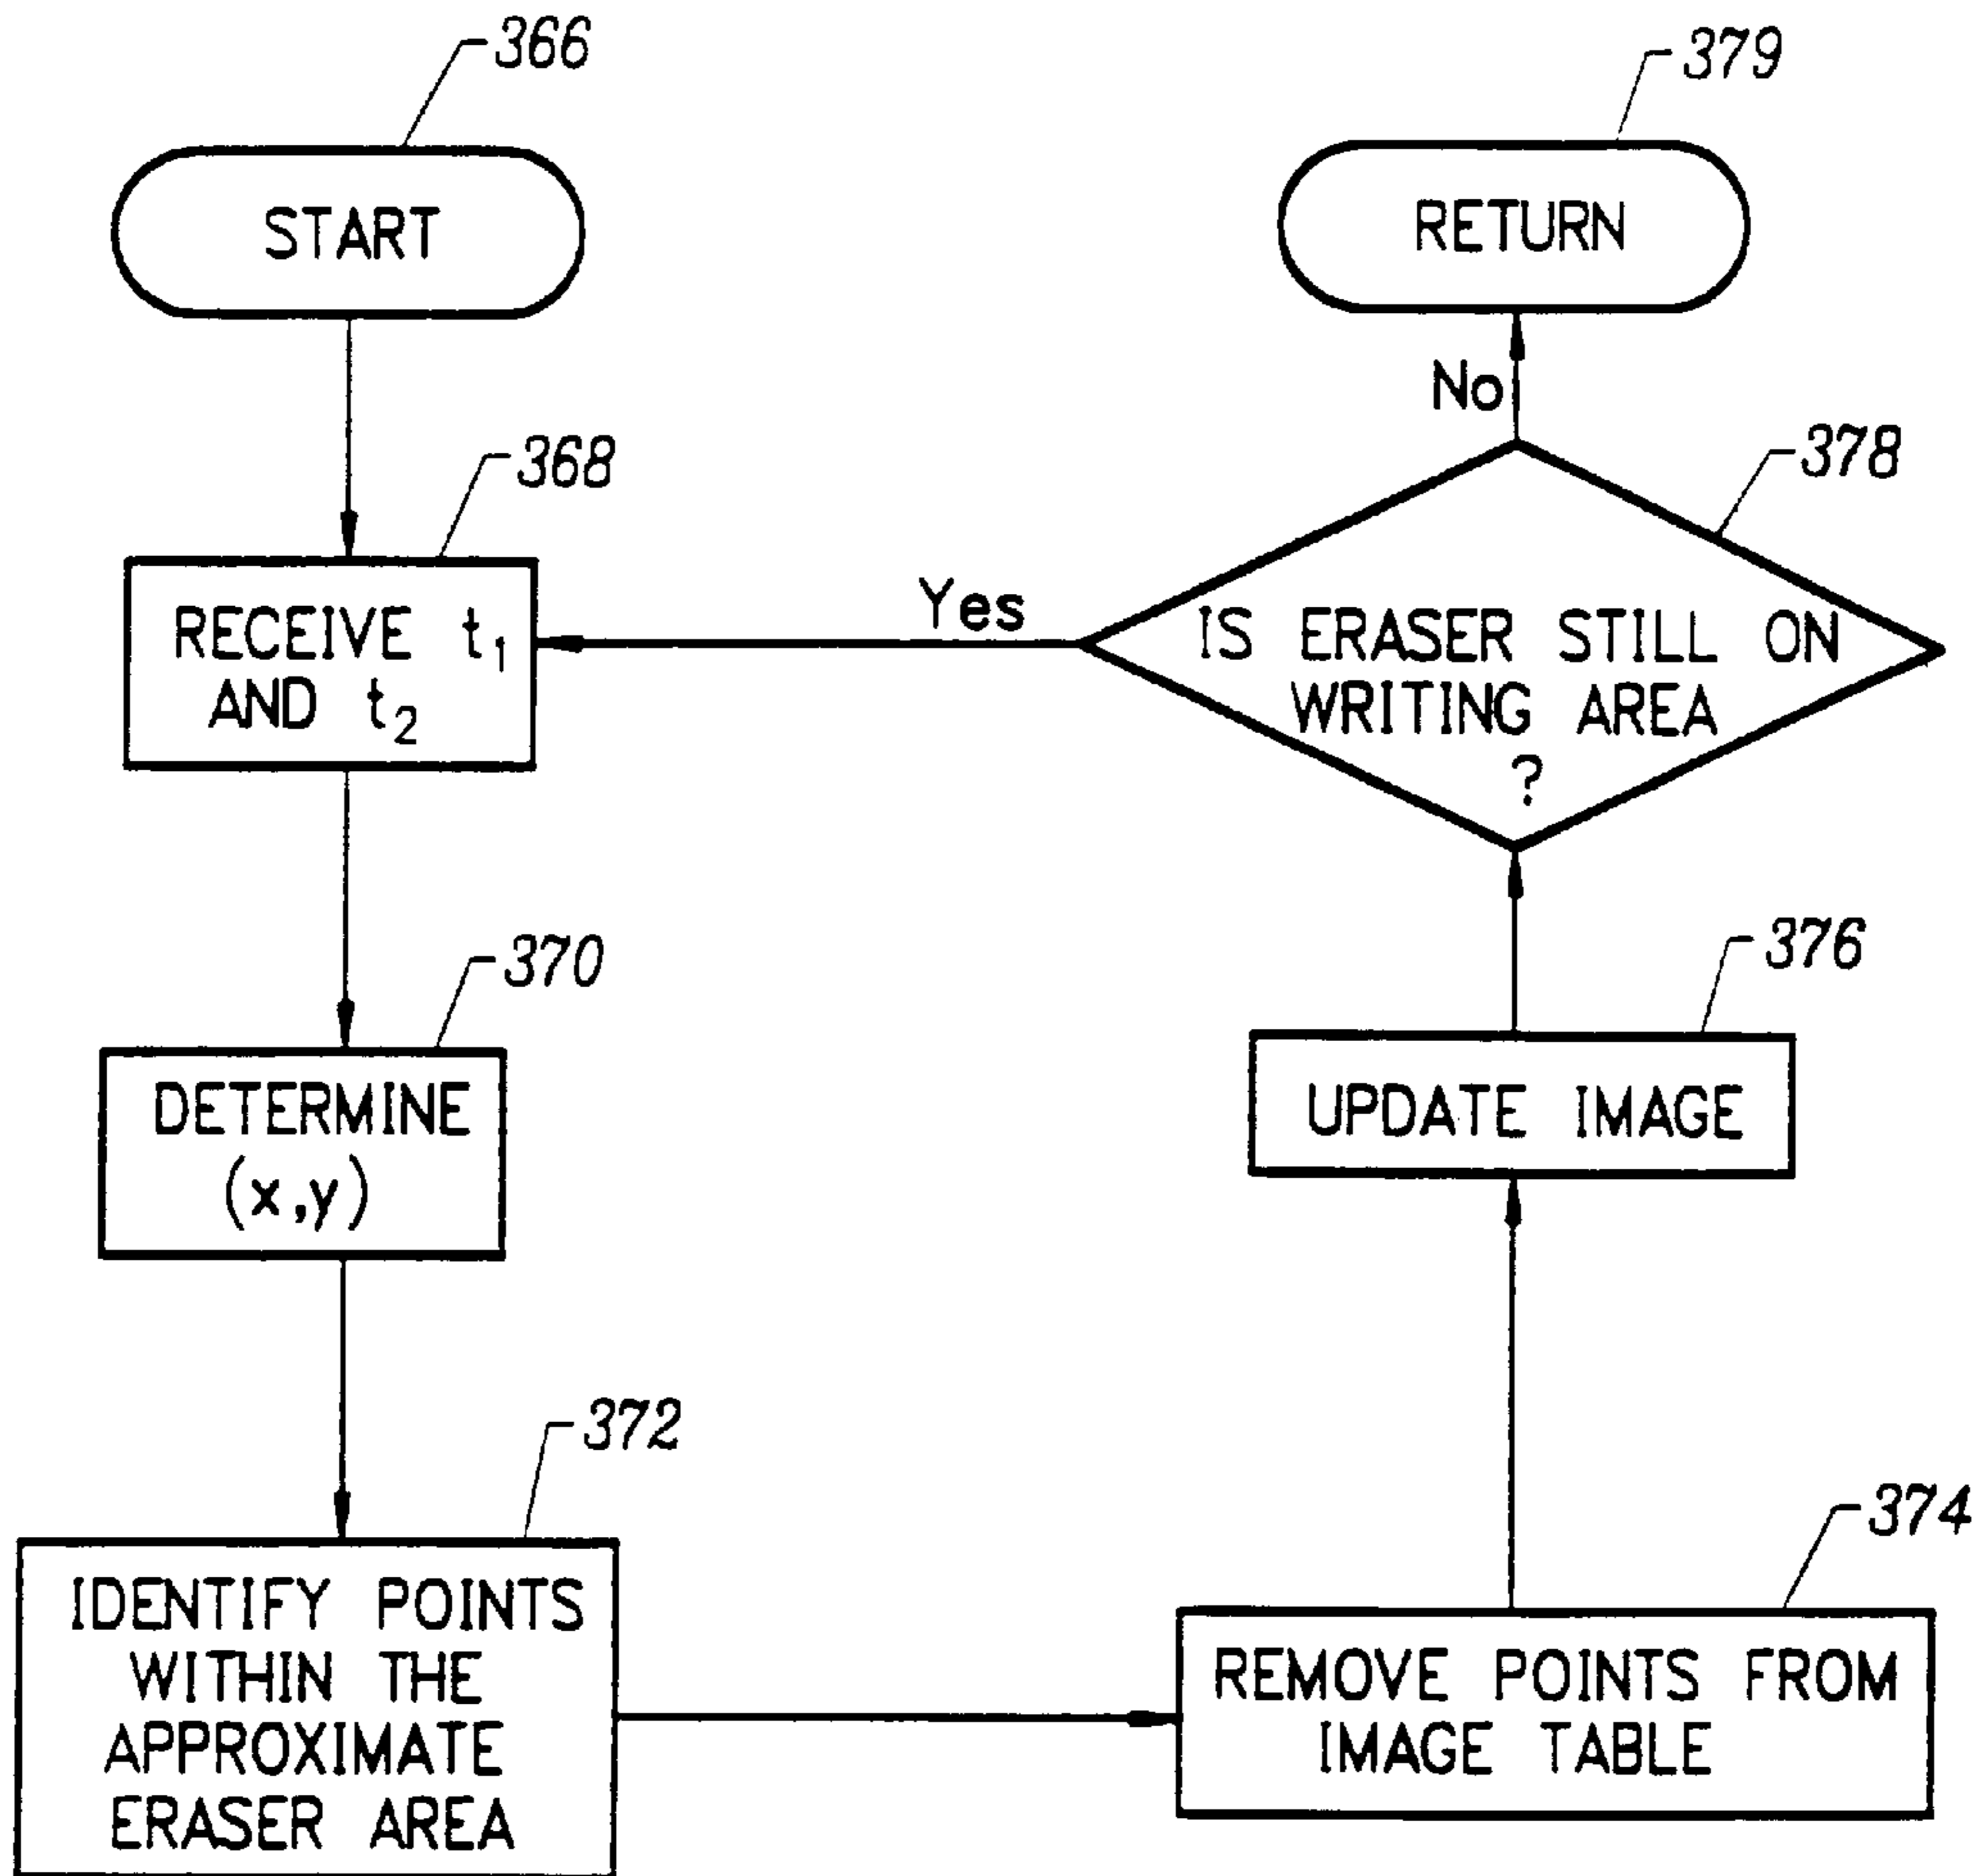 366
START
368
RECEIVE t₁
AND t₂
370
DETERMINE
(x,y)
372
IDENTIFY POINTS
WITHIN THE
APPROXIMATE
ERASER AREA
374
REMOVE POINTS FROM
IMAGE TABLE
376
UPDATE IMAGE
378
IS ERASER STILL ON
WRITING AREA
?
Yes
No
379
RETURN